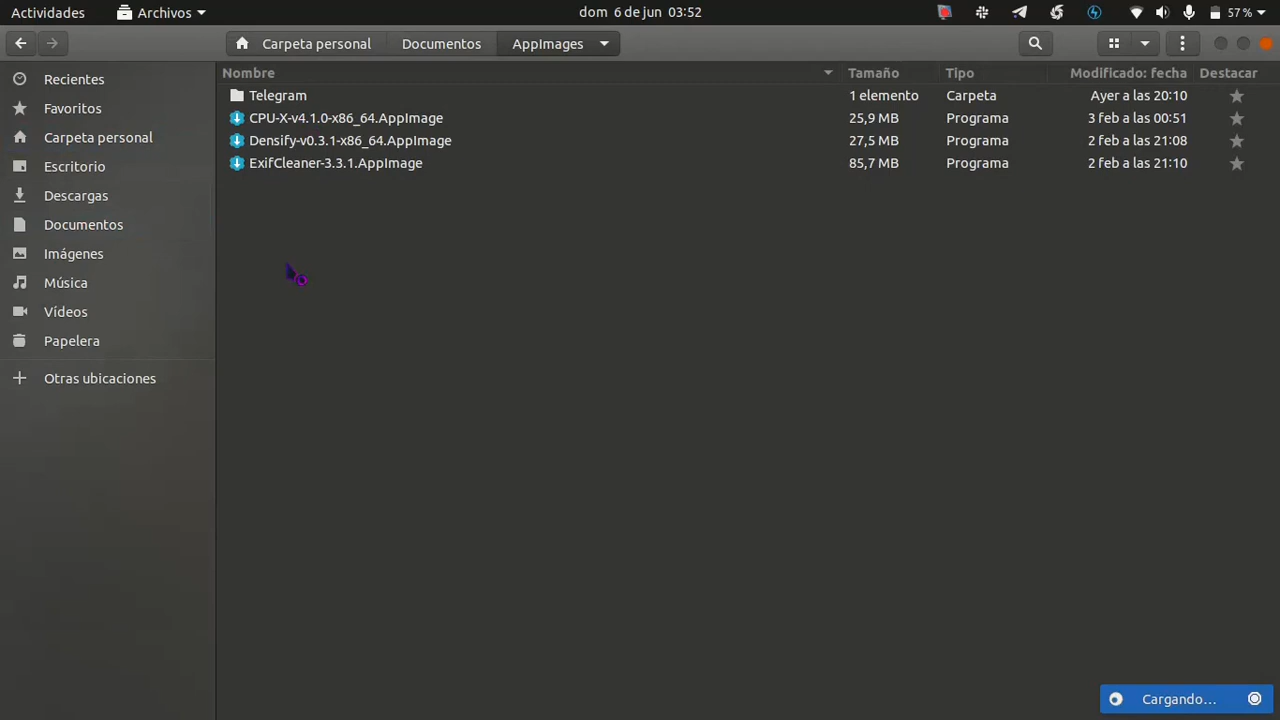 Actividades Archivos dom 6 de jun 03:52 57 %
Carpeta personal Documentos AppImages
Recientes
Favoritos
Carpeta personal
Escritorio
Descargas
Documentos
Imágenes
Música
Vídeos
Papelera
Otras ubicaciones
Nombre Tamaño Tipo Modificado: fecha Destacar
Telegram 1 elemento Carpeta Ayer a las 20:10
CPU-X-v4.1.0-x86_64.AppImage 25,9 MB Programa 3 feb a las 00:51
Densify-v0.3.1-x86_64.AppImage 27,5 MB Programa 2 feb a las 21:08
ExifCleaner-3.3.1.AppImage 85,7 MB Programa 2 feb a las 21:10
Cargando...